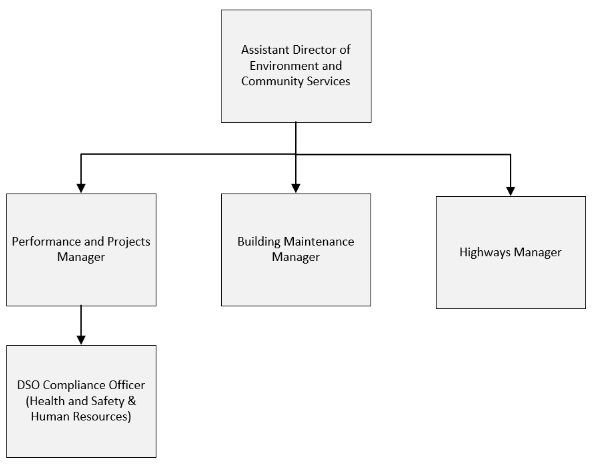 Assistant Director of
Environment and
Community Services
Performance and Projects
Manager
Building Maintenance
Manager
Highways Manager
DSO Compliance Officer
(Health and Safety &
Human Resources)